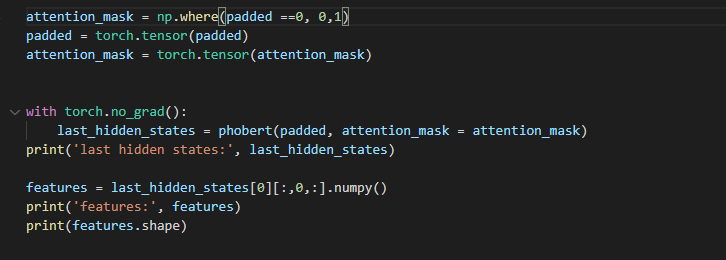 attention_mask = np.where(padded ==0, 0,1)
padded = torch.tensor(padded)
attention_mask = torch.tensor(attention_mask)
with torch.no_grad():
    last_hidden_states = phobert(padded, attention_mask = attention_mask)
print('last hidden states:', last_hidden_states)
features = last_hidden_states[0][:,0,:].numpy()
print('features:', features)
print(features.shape)